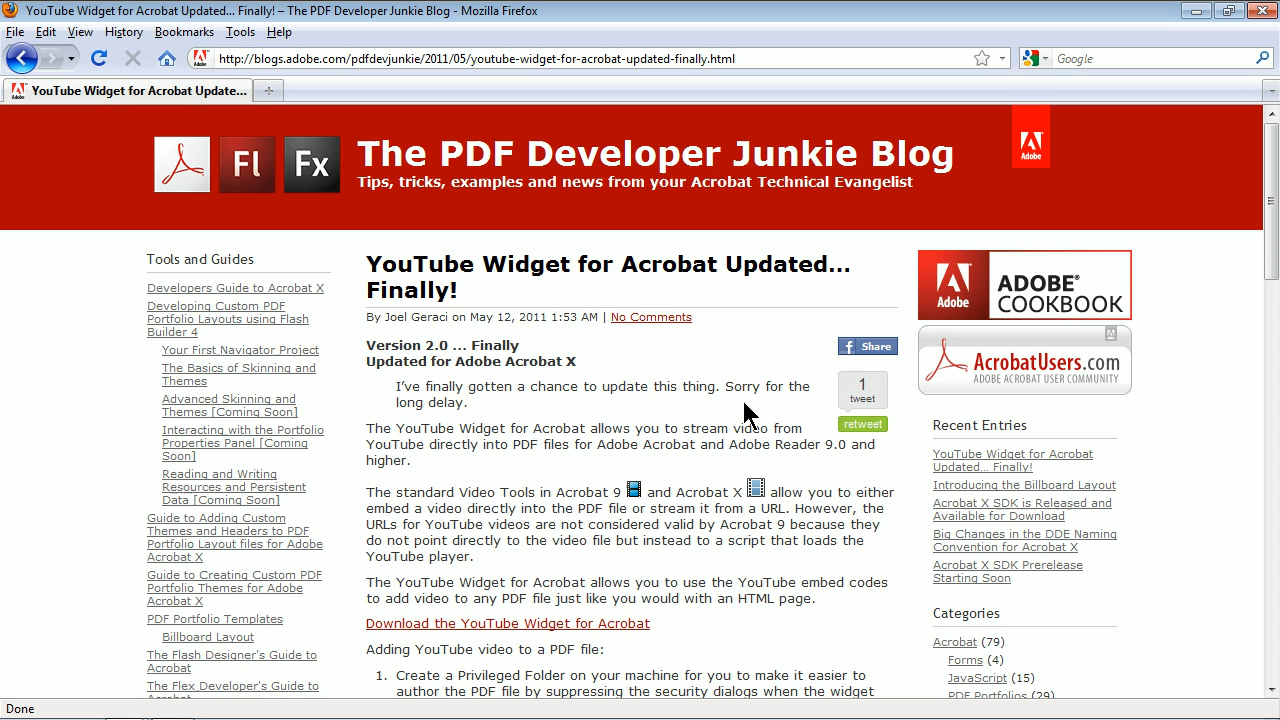 YouTube Widget for Acrobat Updated... Finally! – The PDF Developer Junkie Blog - Mozilla Firefox
File Edit View History Bookmarks Tools Help
http://blogs.adobe.com/pdfdevjunkie/2011/05/youtube-widget-for-acrobat-updated-finally.html
Google
YouTube Widget for Acrobat Update...
Fl Fx
The PDF Developer Junkie Blog
Tips, tricks, examples and news from your Acrobat Technical Evangelist
Adobe
Tools and Guides
Developers Guide to Acrobat X
Developing Custom PDF
Portfolio Layouts using Flash
Builder 4
Your First Navigator Project
The Basics of Skinning and
Themes
Advanced Skinning and
Themes [Coming Soon]
Interacting with the Portfolio
Properties Panel [Coming
Soon]
Reading and Writing
Resources and Persistent
Data [Coming Soon]
Guide to Adding Custom
Themes and Headers to PDF
Portfolio Layout files for Adobe
Acrobat X
Guide to Creating Custom PDF
Portfolio Themes for Adobe
Acrobat X
PDF Portfolio Templates
Billboard Layout
The Flash Designer's Guide to
Acrobat
The Flex Developer's Guide to
Acrobat
YouTube Widget for Acrobat Updated...
Finally!
By Joel Geraci on May 12, 2011 1:53 AM | No Comments
Version 2.0 ... Finally
Updated for Adobe Acrobat X
Share
1
tweet
retweet
I've finally gotten a chance to update this thing. Sorry for the
long delay.
The YouTube Widget for Acrobat allows you to stream video from
YouTube directly into PDF files for Adobe Acrobat and Adobe Reader 9.0 and
higher.
The standard Video Tools in Acrobat 9 and Acrobat X allow you to either
embed a video directly into the PDF file or stream it from a URL. However, the
URLs for YouTube videos are not considered valid by Acrobat 9 because they
do not point directly to the video file but instead to a script that loads the
YouTube player.
The YouTube Widget for Acrobat allows you to use the YouTube embed codes
to add video to any PDF file just like you would with an HTML page.
Download the YouTube Widget for Acrobat
Adding YouTube video to a PDF file:
1. Create a Privileged Folder on your machine for you to make it easier to
author the PDF file by suppressing the security dialogs when the widget
Adobe
ADOBE®
COOKBOOK
AcrobatUsers.com
ADOBE ACROBAT USER COMMUNITY
Recent Entries
YouTube Widget for Acrobat
Updated... Finally!
Introducing the Billboard Layout
Acrobat X SDK is Released and
Available for Download
Big Changes in the DDE Naming
Convention for Acrobat X
Acrobat X SDK Prerelease
Starting Soon
Categories
Acrobat (79)
Forms (4)
JavaScript (15)
PDF Portfolios (29)
Done